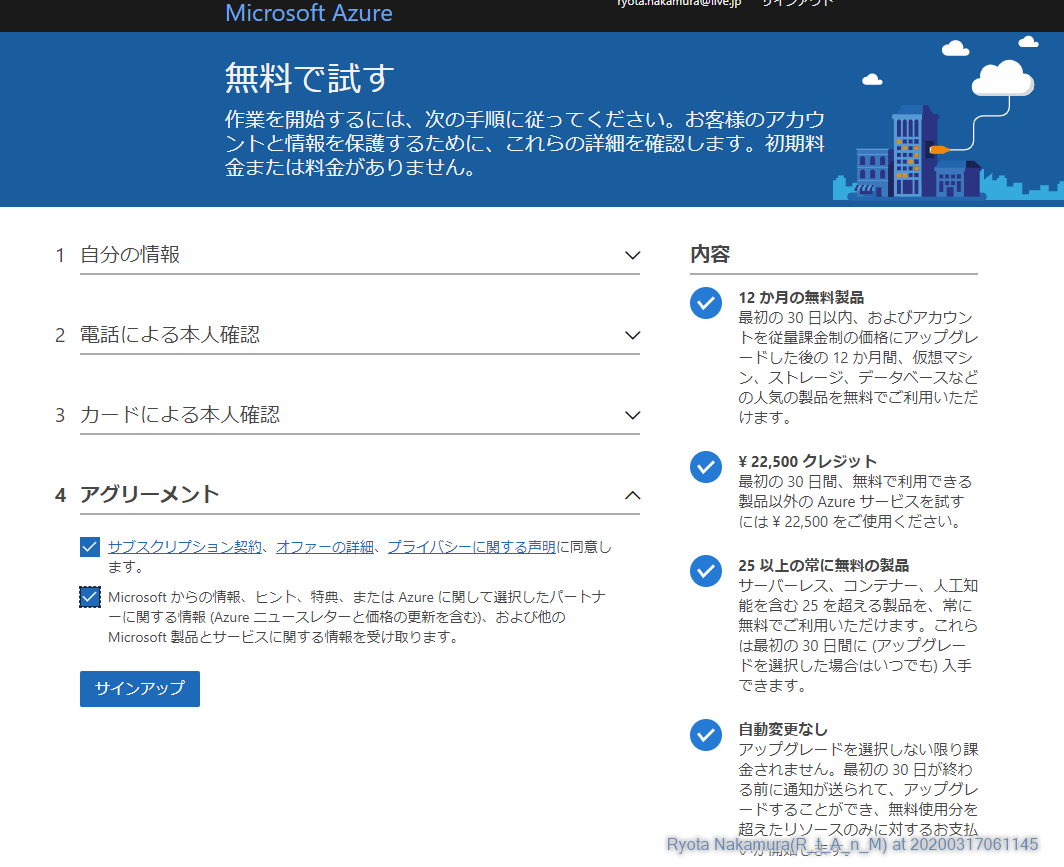 Microsoft Azure
ryota.nakamura@live.jp サインアウト
無料で試す
作業を開始するには、次の手順に従ってください。お客様のアカウ
ントと情報を保護するために、これらの詳細を確認します。初期料
金または料金がありません。
1 自分の情報
2 電話による本人確認
3 カードによる本人確認
4 アグリーメント
サブスクリプション契約、オファーの詳細、プライバシーに関する声明に同意し
ます。
Microsoft からの情報、ヒント、特典、または Azure に関して選択したパートナ
ーに関する情報 (Azure ニュースレターと価格の更新を含む)、および他の
Microsoft 製品とサービスに関する情報を受け取ります。
サインアップ
内容
12 か月の無料製品
最初の 30 日以内、およびアカウン
トを従量課金制の価格にアップグレ
ードした後の 12 か月間、仮想マシ
ン、ストレージ、データベースなど
の人気の製品を無料でご利用いただ
けます。
¥ 22,500 クレジット
最初の 30 日間、無料で利用できる
製品以外の Azure サービスを試す
には ¥ 22,500 をご使用ください。
25 以上の常に無料の製品
サーバーレス、コンテナー、人工知
能を含む 25 を超える製品を、常に
無料でご利用いただけます。これら
は最初の 30 日間に (アップグレー
ドを選択した場合はいつでも) 入手
できます。
自動変更なし
アップグレードを選択しない限り課
金されません。最初の 30 日が終わ
る前に通知が送られて、アップグレ
ードすることができ、無料使用分を
超えたリソースのみに対するお支払
いが開始します。
Ryota Nakamura(R_t_A_n_M) at 20200317061145